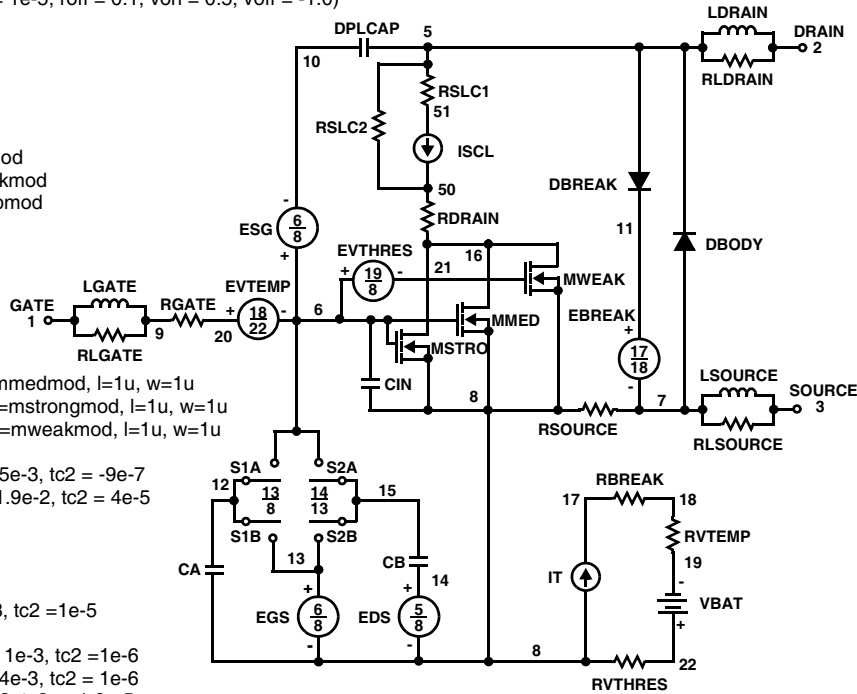 = 1e-5, roff = 0.1, von = 0.5, voff = -1.0)
LDRAIN
DPLCAP
5
DRAIN
2
10
RLDRAIN
RSLC1
51
RSLC2
ISCL
od
kmod
omod
50
DBREAK
-
RDRAIN
ESG
6
8
11
DBODY
+
EVTHRES
16
+
19
8
-
21
MWEAK
LGATE
EVTEMP
GATE
1
RGATE
+
18
22
-
6
MMED
EBREAK
+
9
20
MSTRO
17
18
RLGATE
-
LSOURCE
SOURCE
3
mmedmod, l=1u, w=1u
CIN
8
7
=mstrongmod, l=1u, w=1u
=mweakmod, l=1u, w=1u
RSOURCE
RLSOURCE
5e-3, tc2 = -9e-7
1.9e-2, tc2 = 4e-5
S1A
S2A
12
13
8
14
13
15
RBREAK
17
18
S1B
S2B
RVTEMP
13
CA
CB
14
IT
19
-
VBAT
+
+
+
3, tc2 =1e-5
EGS
6
8
EDS
5
8
-
-
1e-3, tc2 =1e-6
8
22
4e-3, tc2 = 1e-6
RVTHRES